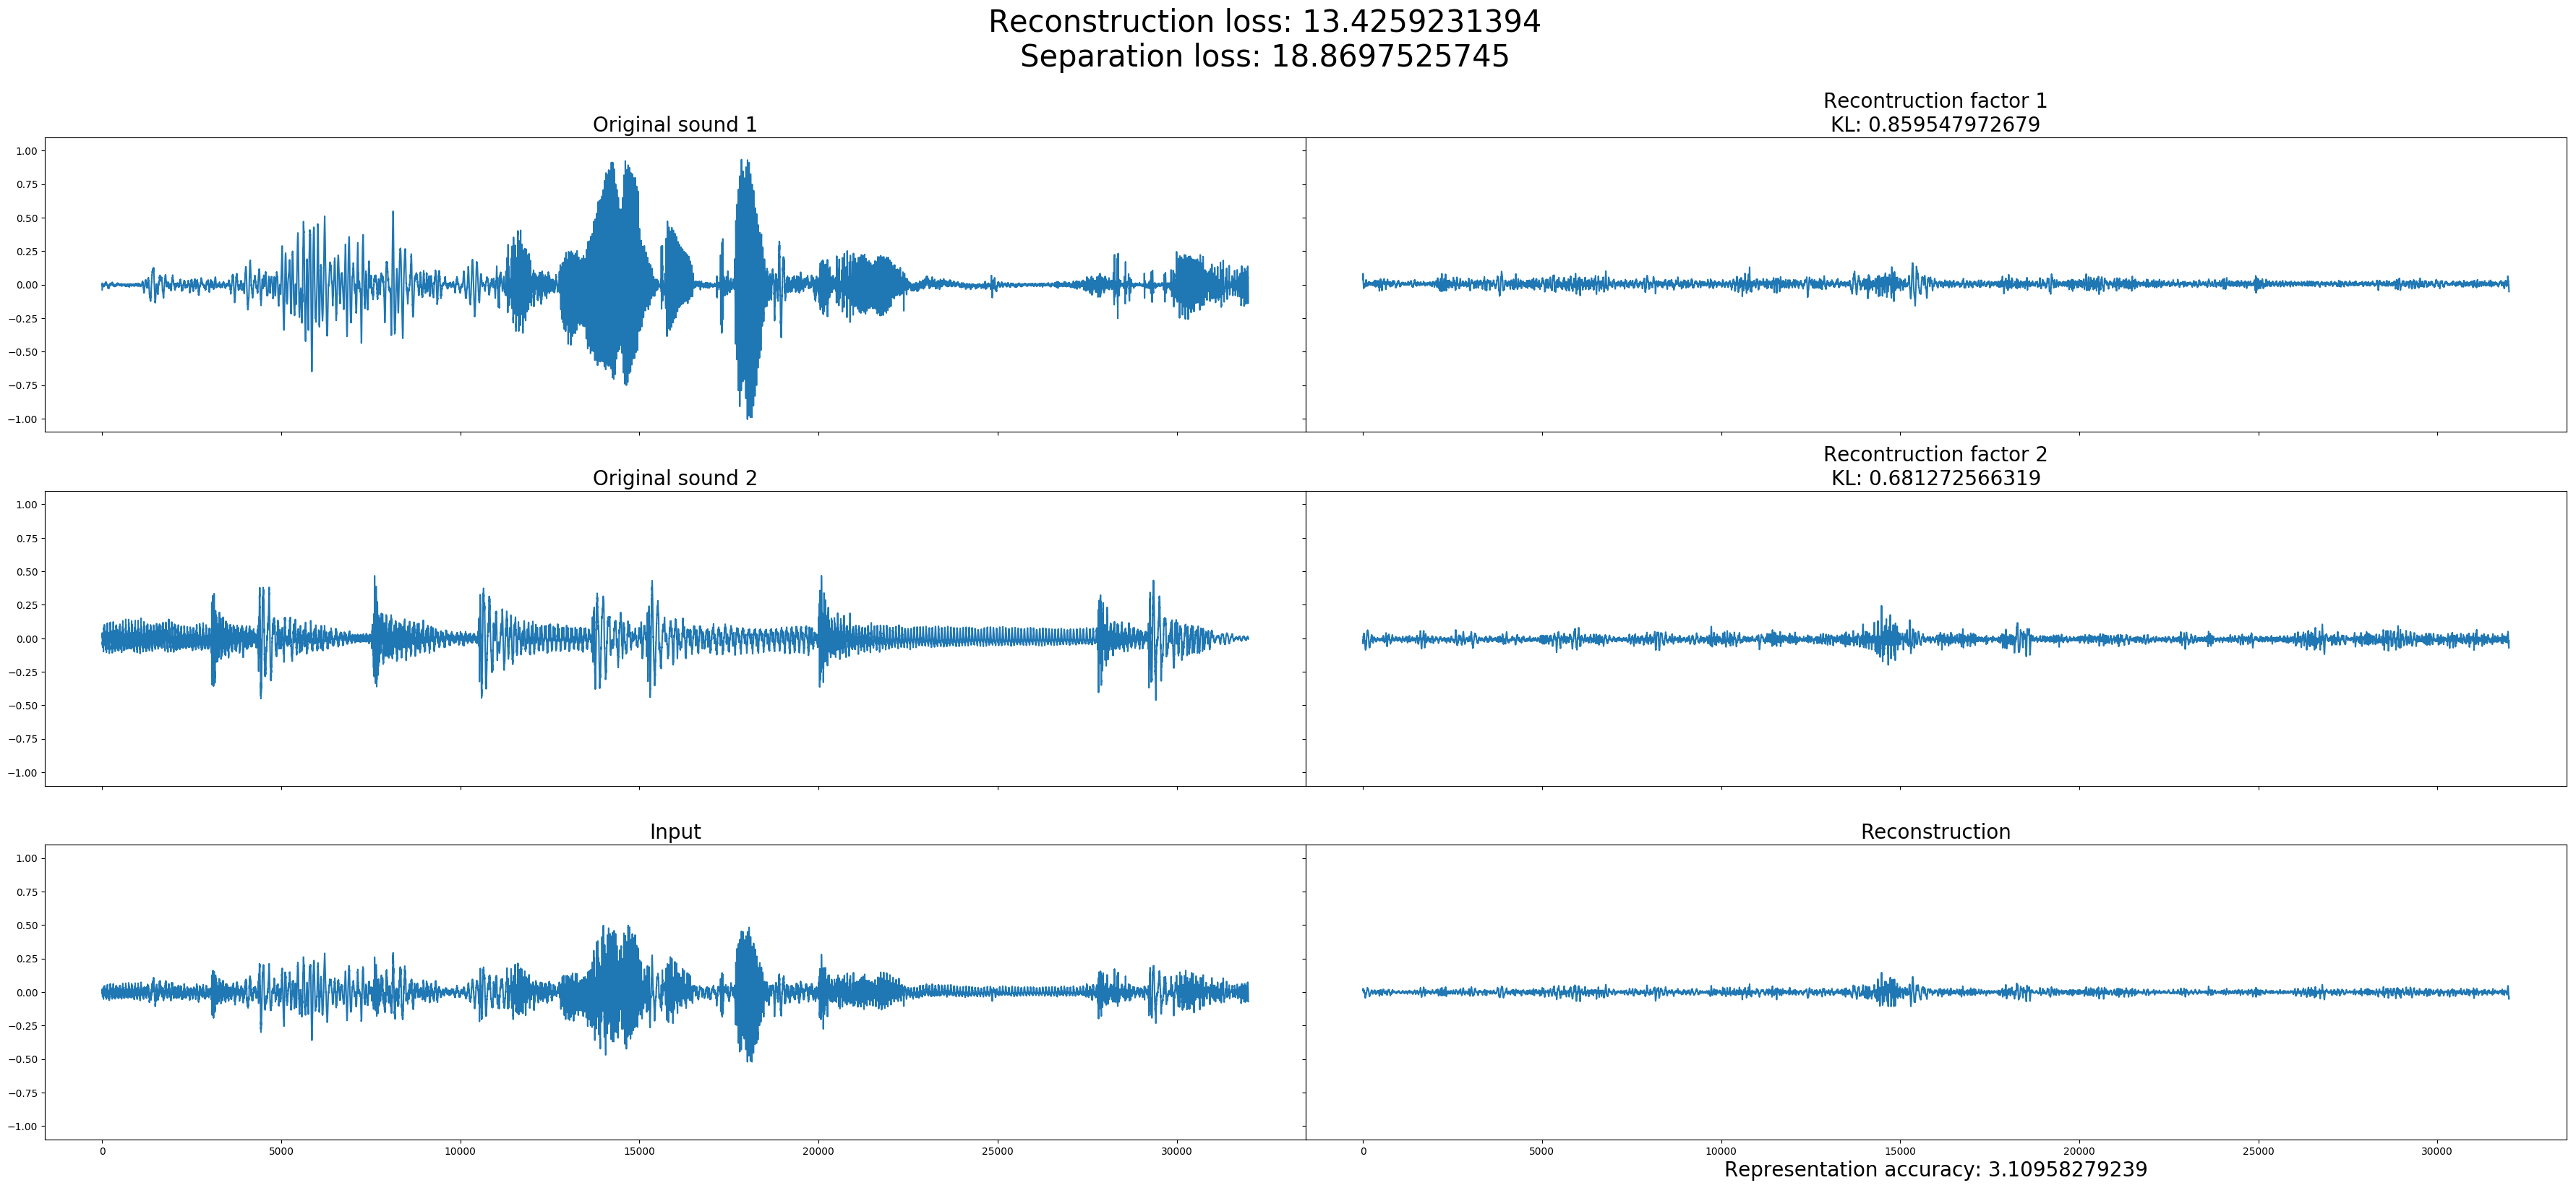 Reconstruction loss: 13.4259231394
Separation loss: 18.8697525745
Original sound 1
Recontruction factor 1
KL: 0.859547972679
1.00
0.75
0.50
0.25
0.00
−0.25
−0.50
−0.75
−1.00
Original sound 2
Recontruction factor 2
KL: 0.681272566319
1.00
0.75
0.50
0.25
0.00
−0.25
−0.50
−0.75
−1.00
Input
Reconstruction
1.00
0.75
0.50
0.25
0.00
−0.25
−0.50
−0.75
−1.00
0 5000 10000 15000 20000 25000 30000
0 5000 10000 15000 20000 25000 30000
Representation accuracy: 3.10958279239